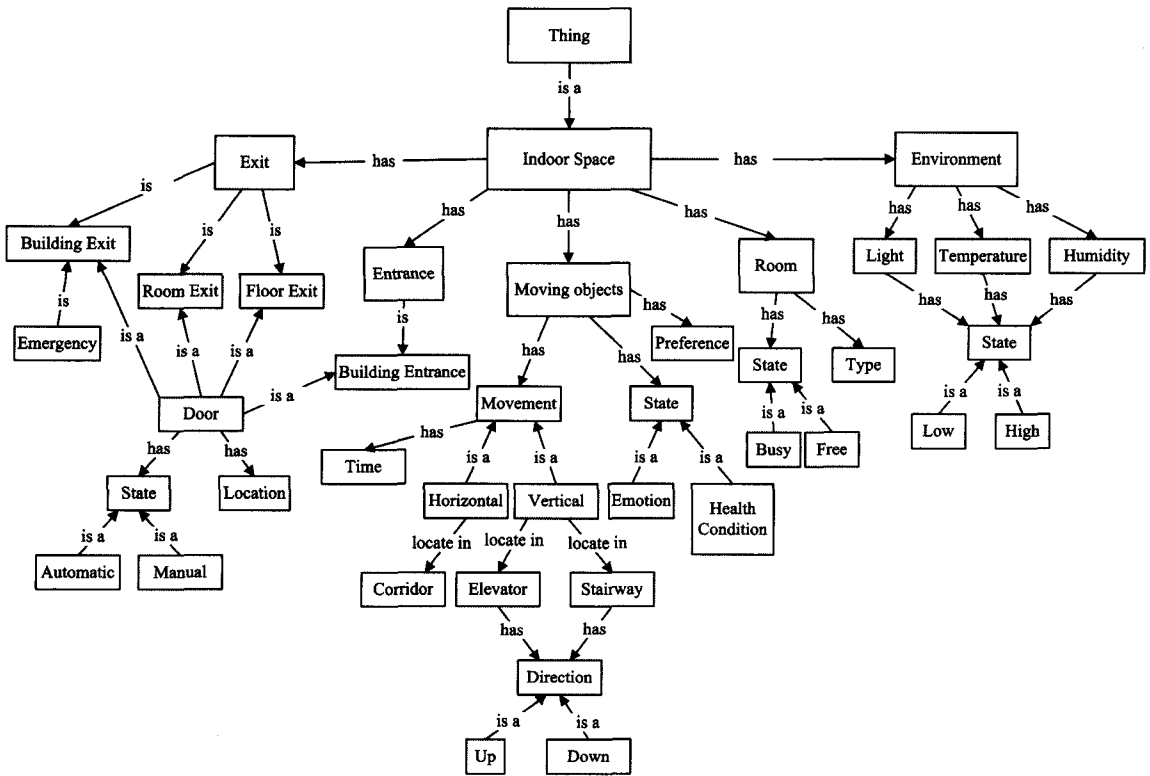 Thing
is a
Exit
has
Indoor Space
has
Environment
is
is
is
has
has
has
has
has
has
Building Exit
Room Exit
Floor Exit
Entrance
Moving objects
Room
Light
Temperature
Humidity
is
is
has
has
has
has
has
Emergency
is a
is a
is a
is a
Building Entrance
has
has
Preference
State
Type
State
Door
Movement
State
is a
is a
is a
is a
has
has
has
Busy
Free
Low
High
Time
is a
is a
is a
is a
State
Location
Horizontal
Vertical
Emotion
Health
Condition
is a
is a
locate in
locate in
locate in
Automatic
Manual
Corridor
Elevator
Stairway
has
has
Direction
is a
is a
Up
Down